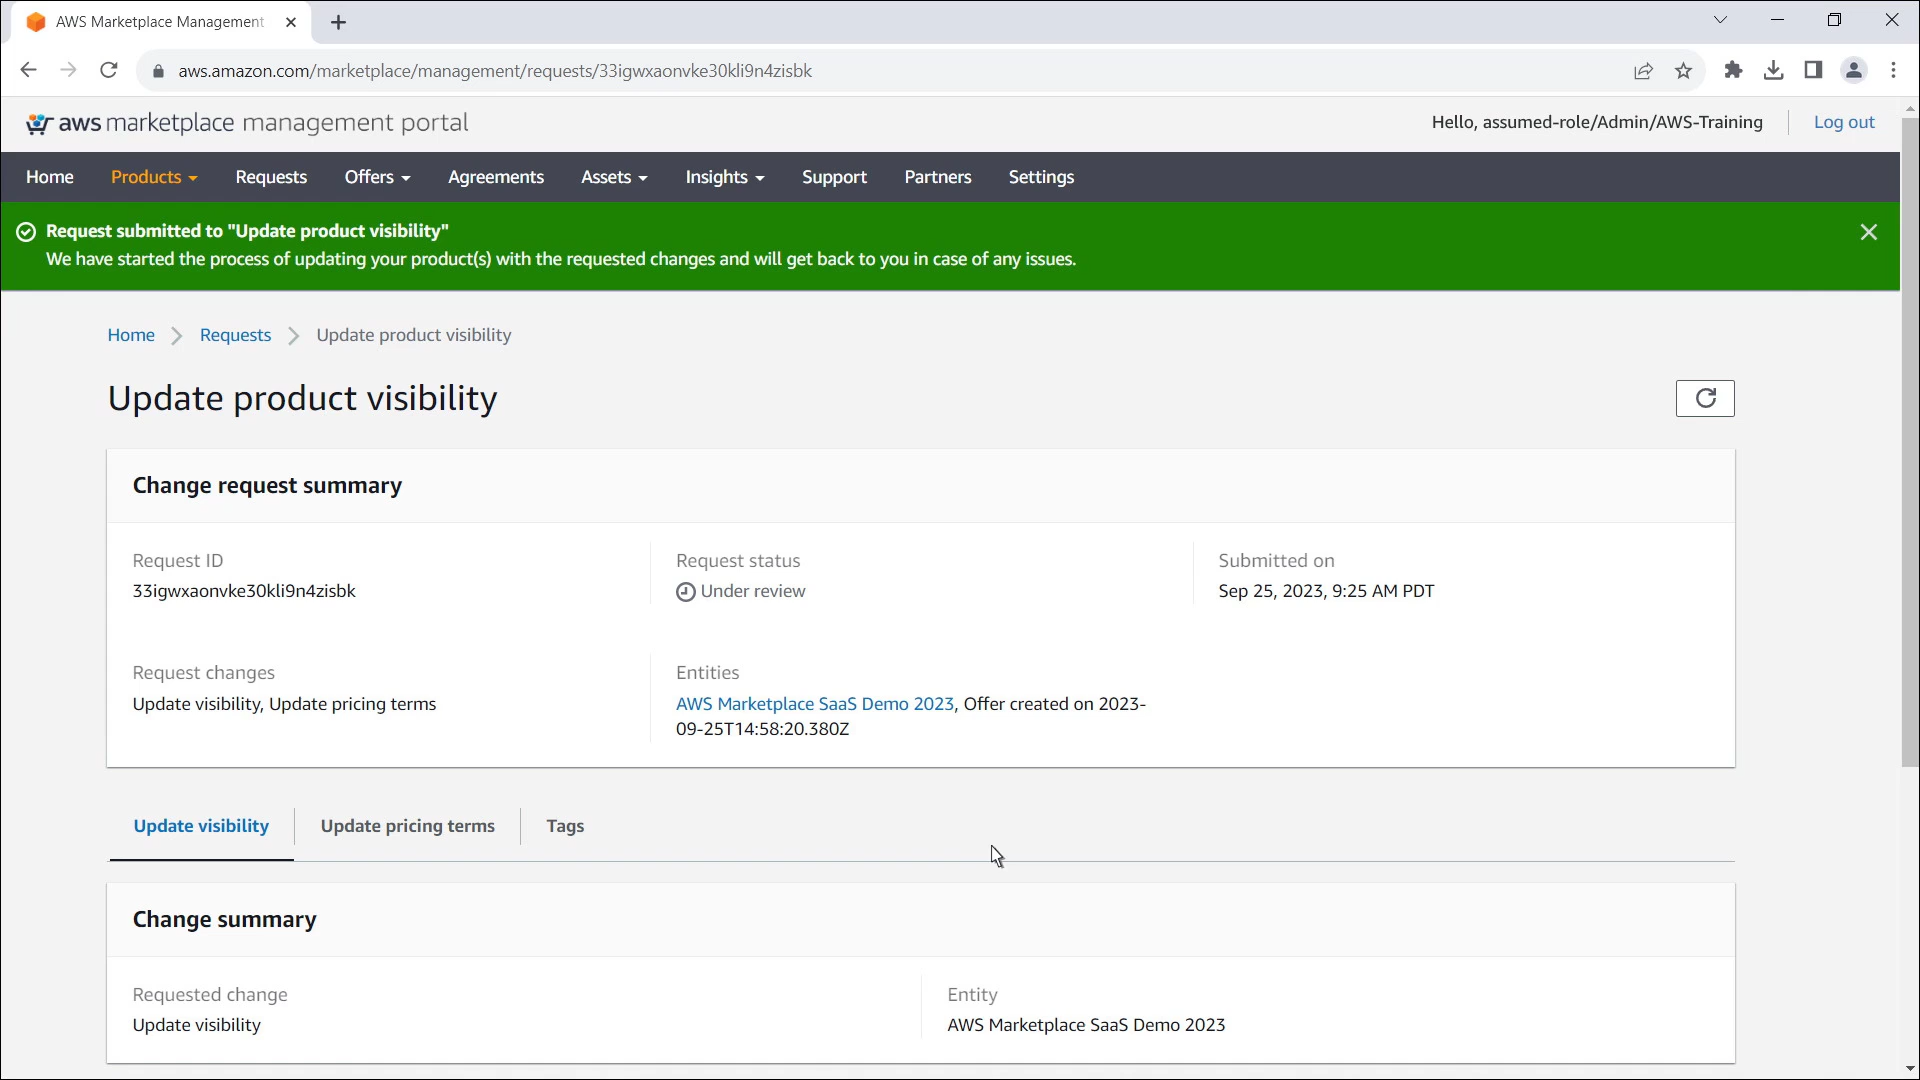 AWS Marketplace Management
aws.amazon.com/marketplace/management/requests/33igwxaonvke30kli9n4zisbk
aws marketplace management portal
Hello, assumed-role/Admin/AWS-Training
Log out
Home Products Requests Offers Agreements Assets Insights Support Partners Settings
Request submitted to "Update product visibility"
We have started the process of updating your product(s) with the requested changes and will get back to you in case of any issues.
Home Requests Update product visibility
Update product visibility
Change request summary
Request ID
33igwxaonvke30kli9n4zisbk
Request status
Under review
Submitted on
Sep 25, 2023, 9:25 AM PDT
Request changes
Update visibility, Update pricing terms
Entities
AWS Marketplace SaaS Demo 2023, Offer created on 2023-
09-25T14:58:20.380Z
Update visibility Update pricing terms Tags
Change summary
Requested change
Update visibility
Entity
AWS Marketplace SaaS Demo 2023